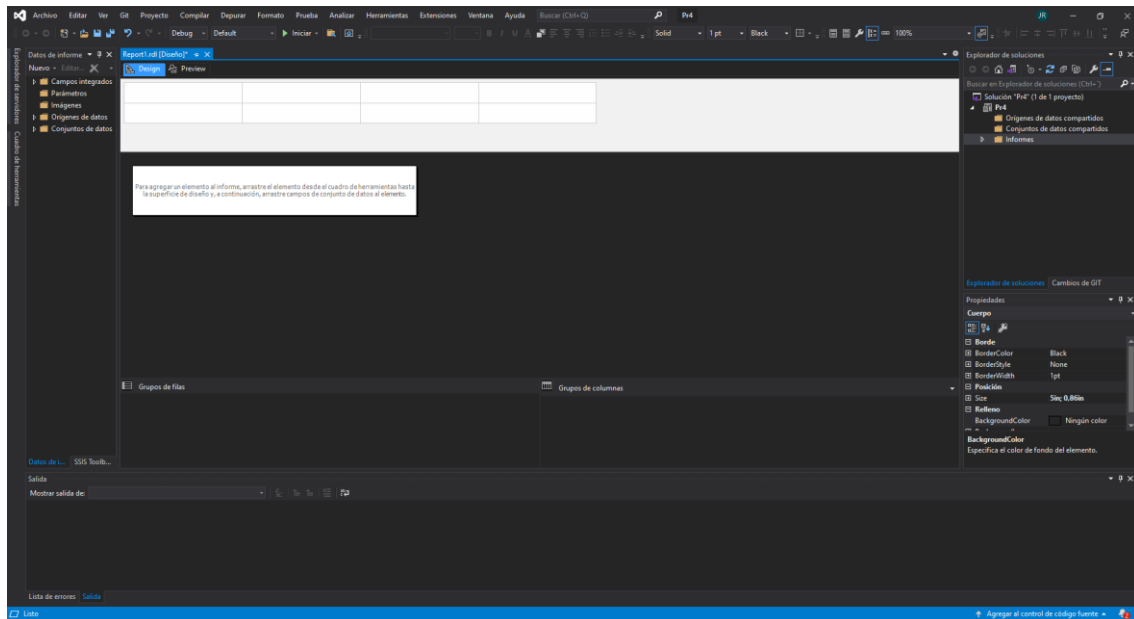 Archivo Editar Ver Git Proyecto Compilar Depurar Formato Prueba Analizar Herramientas Extensiones Ventana Ayuda Buscar (Ctrl+Q) Pr4 JR
Debug Default Iniciar Solid 1 pt Black 100%
Explorador de servidores
Cuadro de herramientas
Datos de informe
Nuevo Editar...
Campos integrados
Parámetros
Imágenes
Orígenes de datos
Conjuntos de datos
Datos de i... SSIS Toolb...
Report1.rdl [Diseño]*
Design Preview
Para agregar un elemento al informe, arrastre el elemento desde el cuadro de herramientas hasta
la superficie de diseño y, a continuación, arrastre campos de conjunto de datos al elemento.
Grupos de filas
Grupos de columnas
Explorador de soluciones
Buscar en Explorador de soluciones (Ctrl+´)
Solución "Pr4" (1 de 1 proyecto)
Pr4
Orígenes de datos compartidos
Conjuntos de datos compartidos
Informes
Explorador de soluciones Cambios de GIT
Propiedades
Cuerpo
Borde
BorderColor Black
BorderStyle None
BorderWidth 1pt
Posición
Size 5in; 0,86in
Relleno
BackgroundColor Ningún color
BackgroundColor
Especifica el color de fondo del elemento.
Salida
Mostrar salida de:
Lista de errores Salida
Listo Agregar al control de código fuente 2